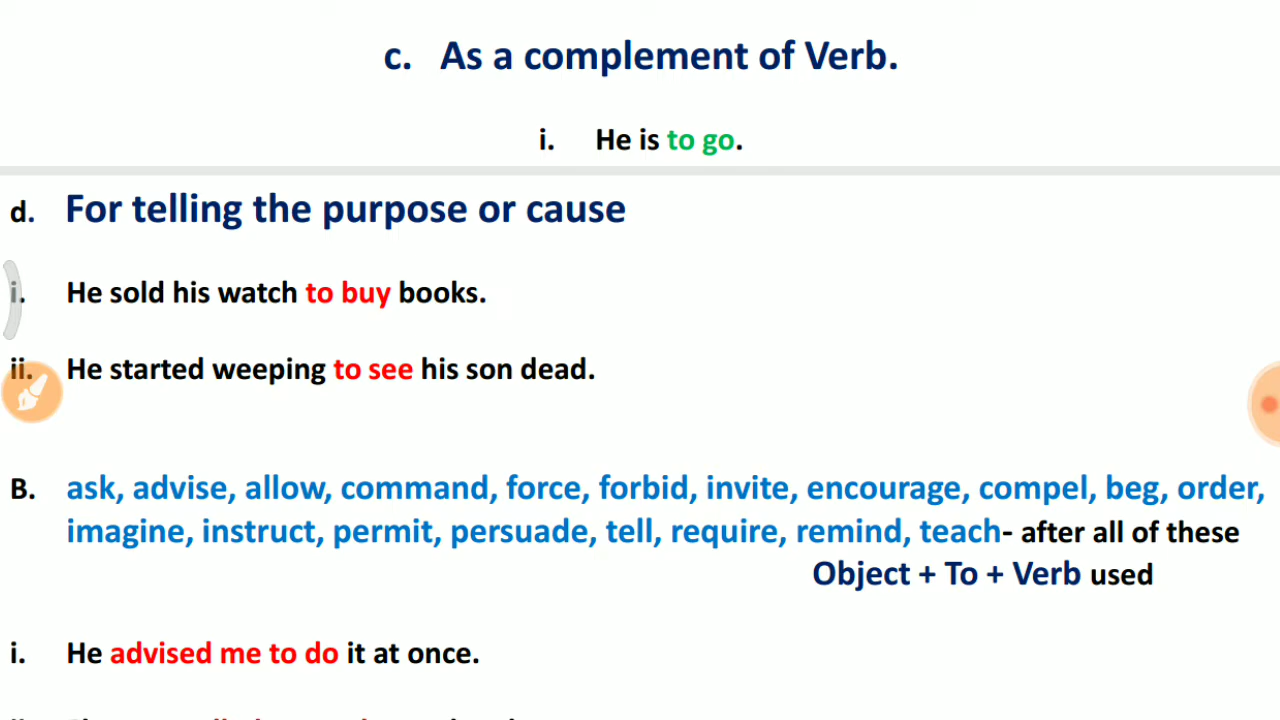 c. As a complement of Verb.
i. He is to go.
d. For telling the purpose or cause
i. He sold his watch to buy books.
ii. He started weeping to see his son dead.
B. ask, advise, allow, command, force, forbid, invite, encourage, compel, beg, order,
imagine, instruct, permit, persuade, tell, require, remind, teach- after all of these
Object + To + Verb used
i. He advised me to do it at once.